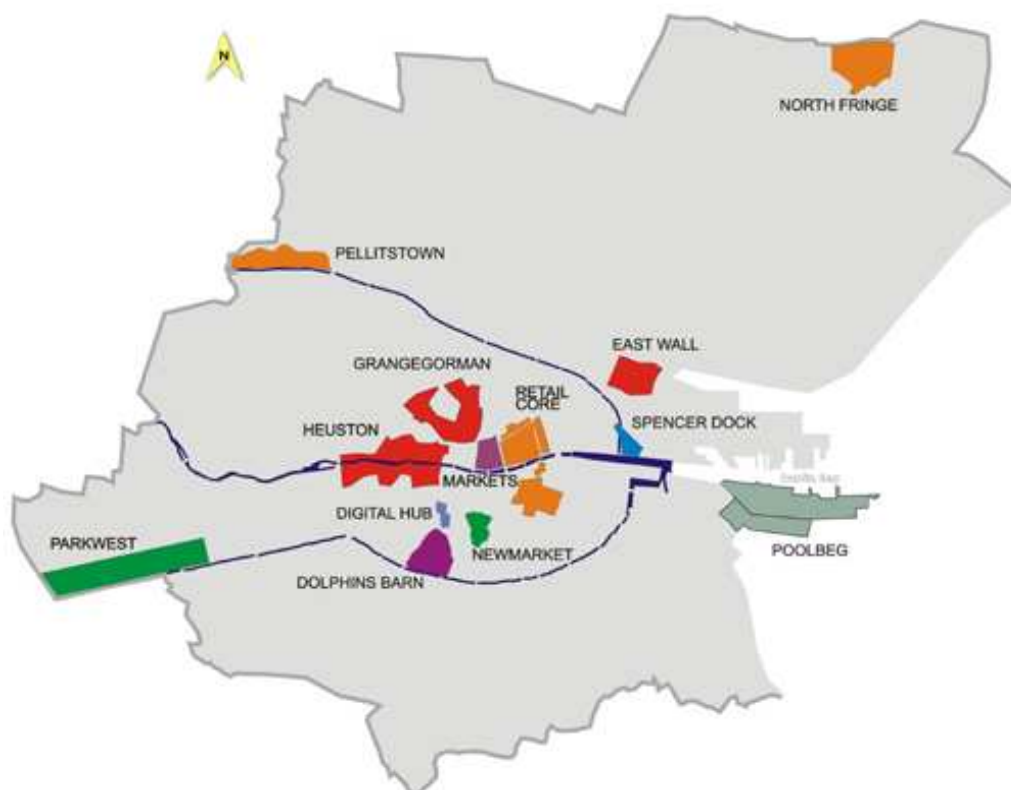 N
NORTH FRINGE
PELLITSTOWN
EAST WALL
GRANGEGORMAN
RETAIL
CORE
SPENCER DOCK
HEUSTON
MARKETS
DIGITAL HUB
PARKWEST
NEWMARKET
POOLBEG
DOLPHINS BARN